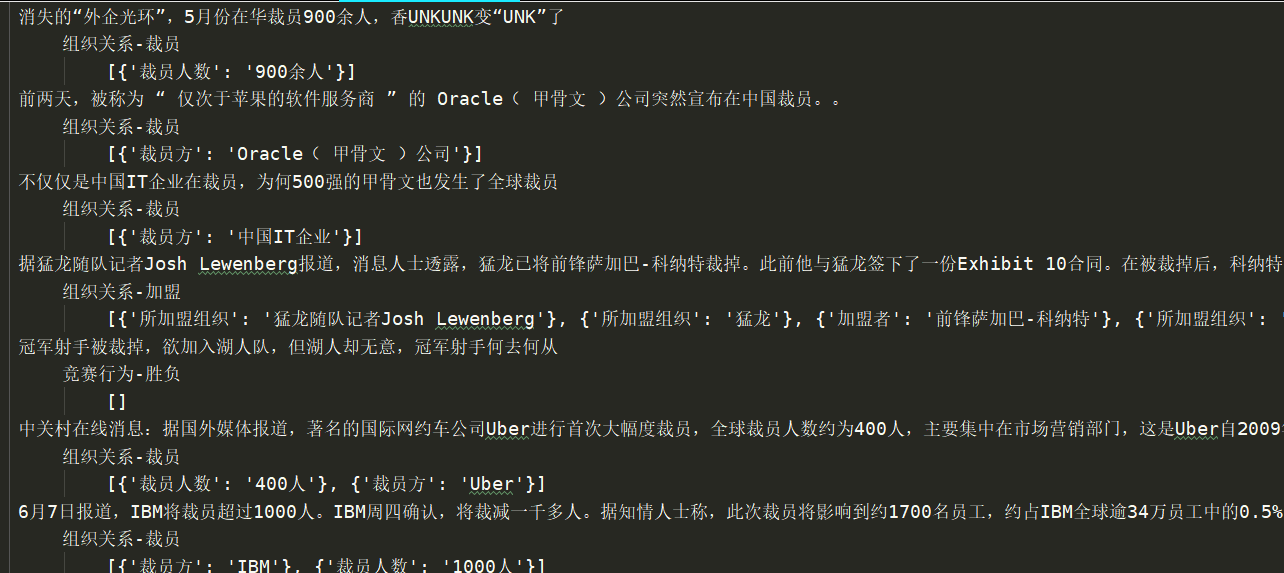 消失的“外企光环”，5月份在华裁员900余人，香UNKUNK变“UNK”了
组织关系-裁员
[{'裁员人数': '900余人'}]
前两天，被称为 “ 仅次于苹果的软件服务商 ” 的 Oracle（ 甲骨文 ）公司突然宣布在中国裁员。。
组织关系-裁员
[{'裁员方': 'Oracle（ 甲骨文 ）公司'}]
不仅仅是中国IT企业在裁员，为何500强的甲骨文也发生了全球裁员
组织关系-裁员
[{'裁员方': '中国IT企业'}]
据猛龙随队记者Josh Lewenberg报道，消息人士透露，猛龙已将前锋萨加巴-科纳特裁掉。此前他与猛龙签下了一份Exhibit 10合同。在被裁掉后，科纳特
组织关系-加盟
[{'所加盟组织': '猛龙随队记者Josh Lewenberg'}, {'所加盟组织': '猛龙'}, {'加盟者': '前锋萨加巴-科纳特'}, {'所加盟组织': '
冠军射手被裁掉，欲加入湖人队，但湖人却无意，冠军射手何去何从
竞赛行为-胜负
[]
中关村在线消息：据国外媒体报道，著名的国际网约车公司Uber进行首次大幅度裁员，全球裁员人数约为400人，主要集中在市场营销部门，这是Uber自2009
组织关系-裁员
[{'裁员人数': '400人'}, {'裁员方': 'Uber'}]
6月7日报道，IBM将裁员超过1000人。IBM周四确认，将裁减一千多人。据知情人士称，此次裁员将影响到约1700名员工，约占IBM全球逾34万员工中的0.5%
组织关系-裁员
[{'裁员方': 'IBM'}, {'裁员人数': '1000人'}]